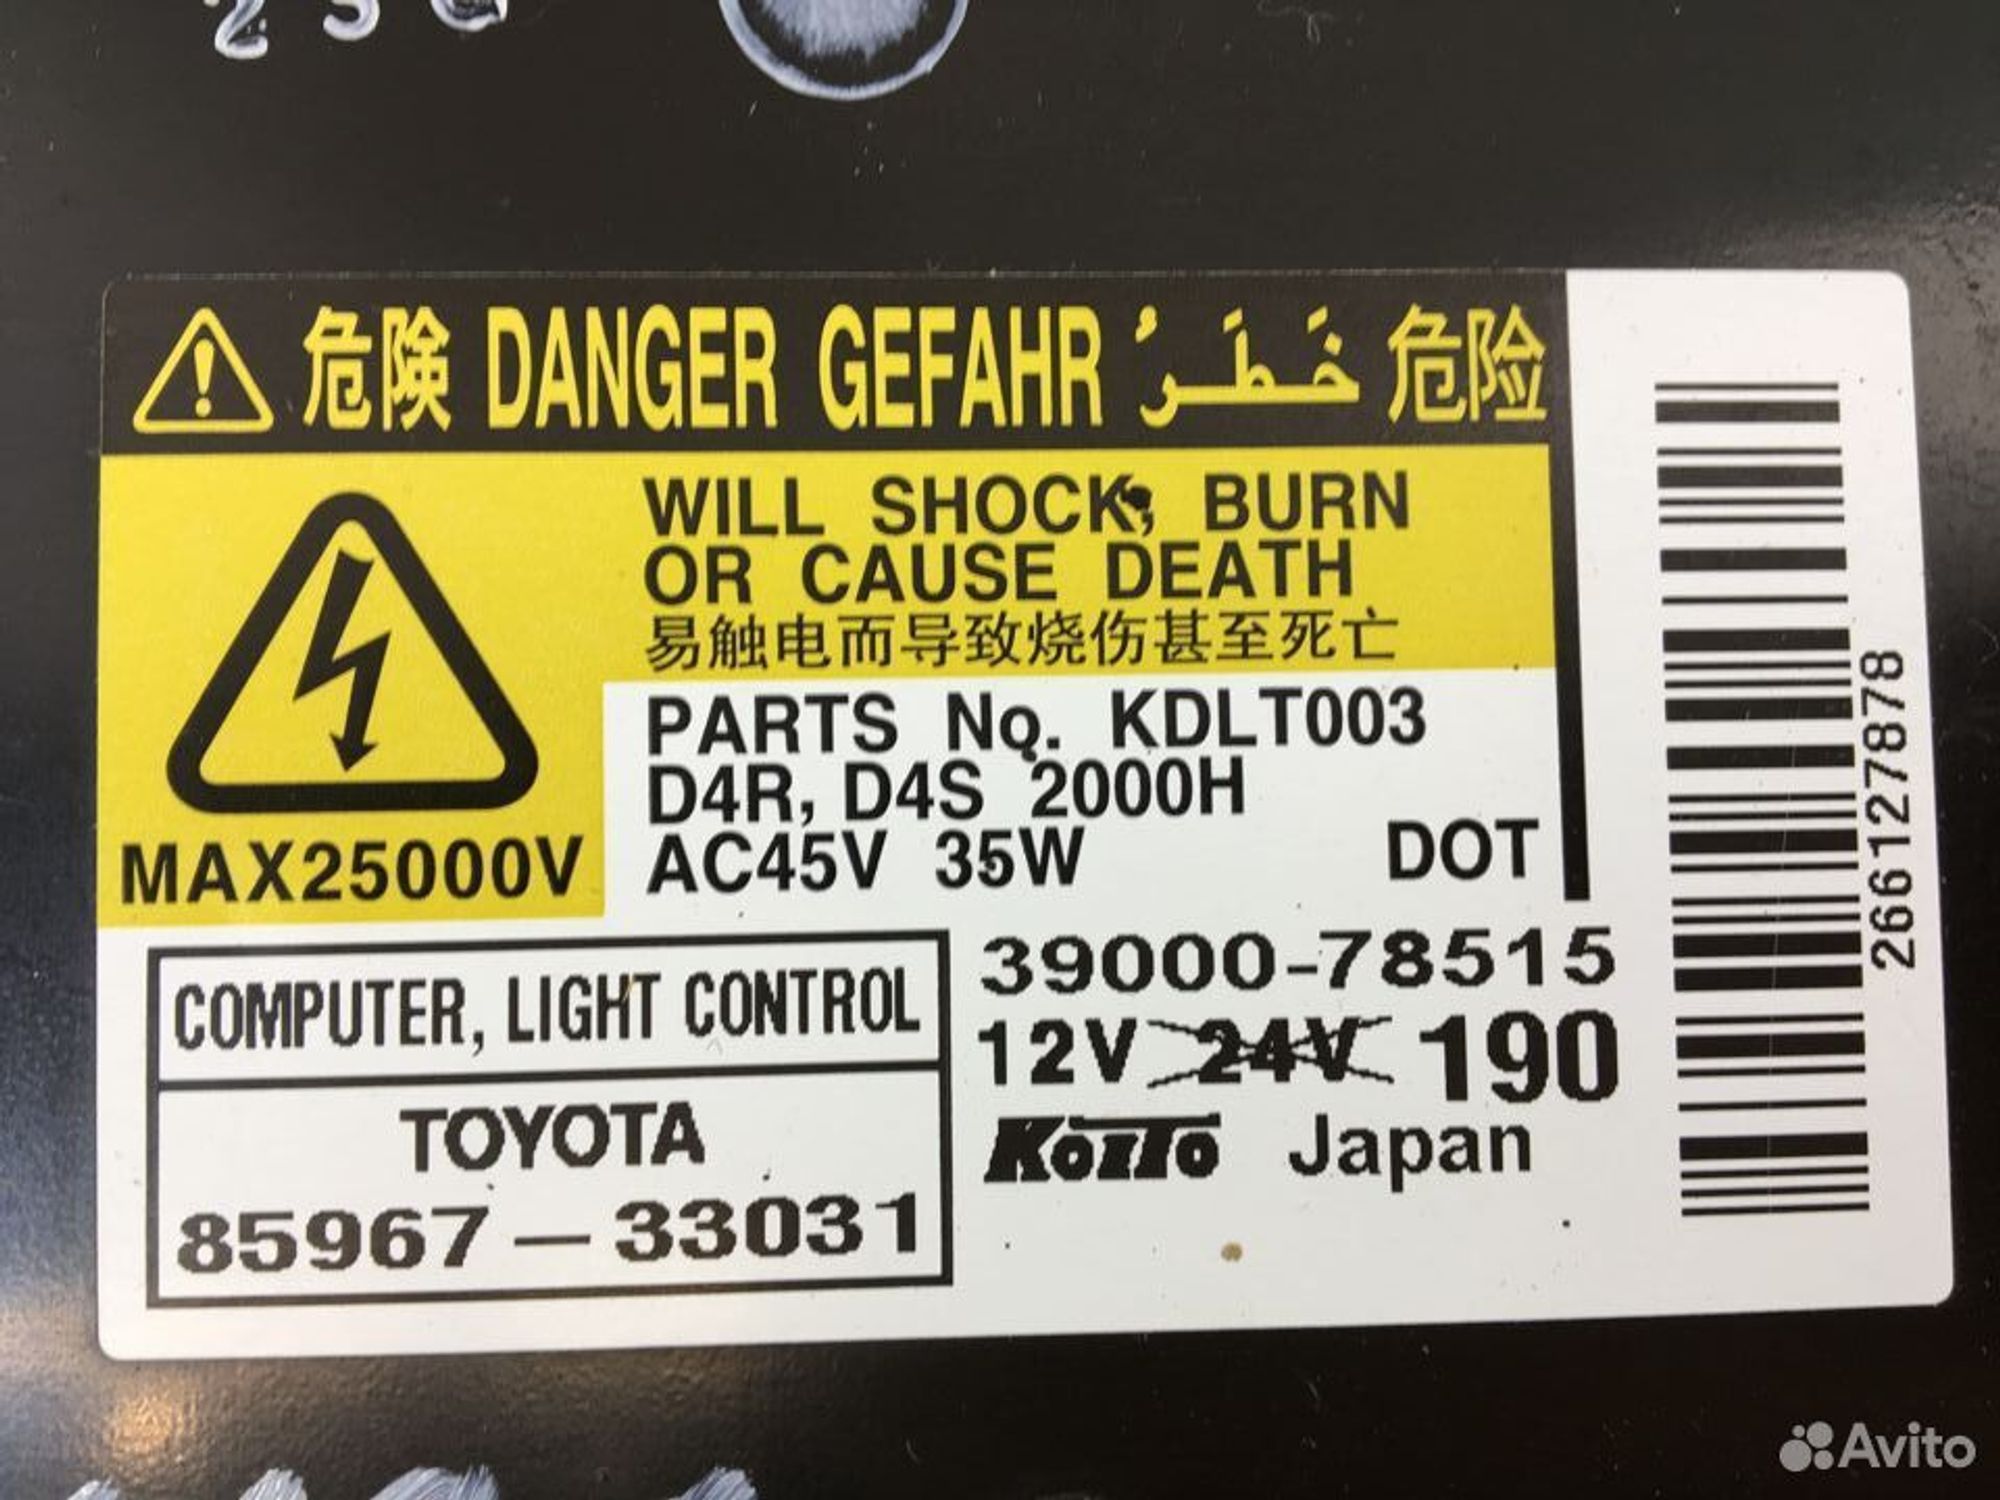 危険 DANGER GEFAHR خَطَرُ 危险
WILL SHOCK, BURN
OR CAUSE DEATH
易触电而导致烧伤甚至死亡
MAX25000V
PARTS No. KDLT003
D4R, D4S 2000H
AC45V 35W DOT
COMPUTER, LIGHT CONTROL
TOYOTA
85967-33031
39000-78515
12V 24V 190
KOITO Japan
266127878
Avito